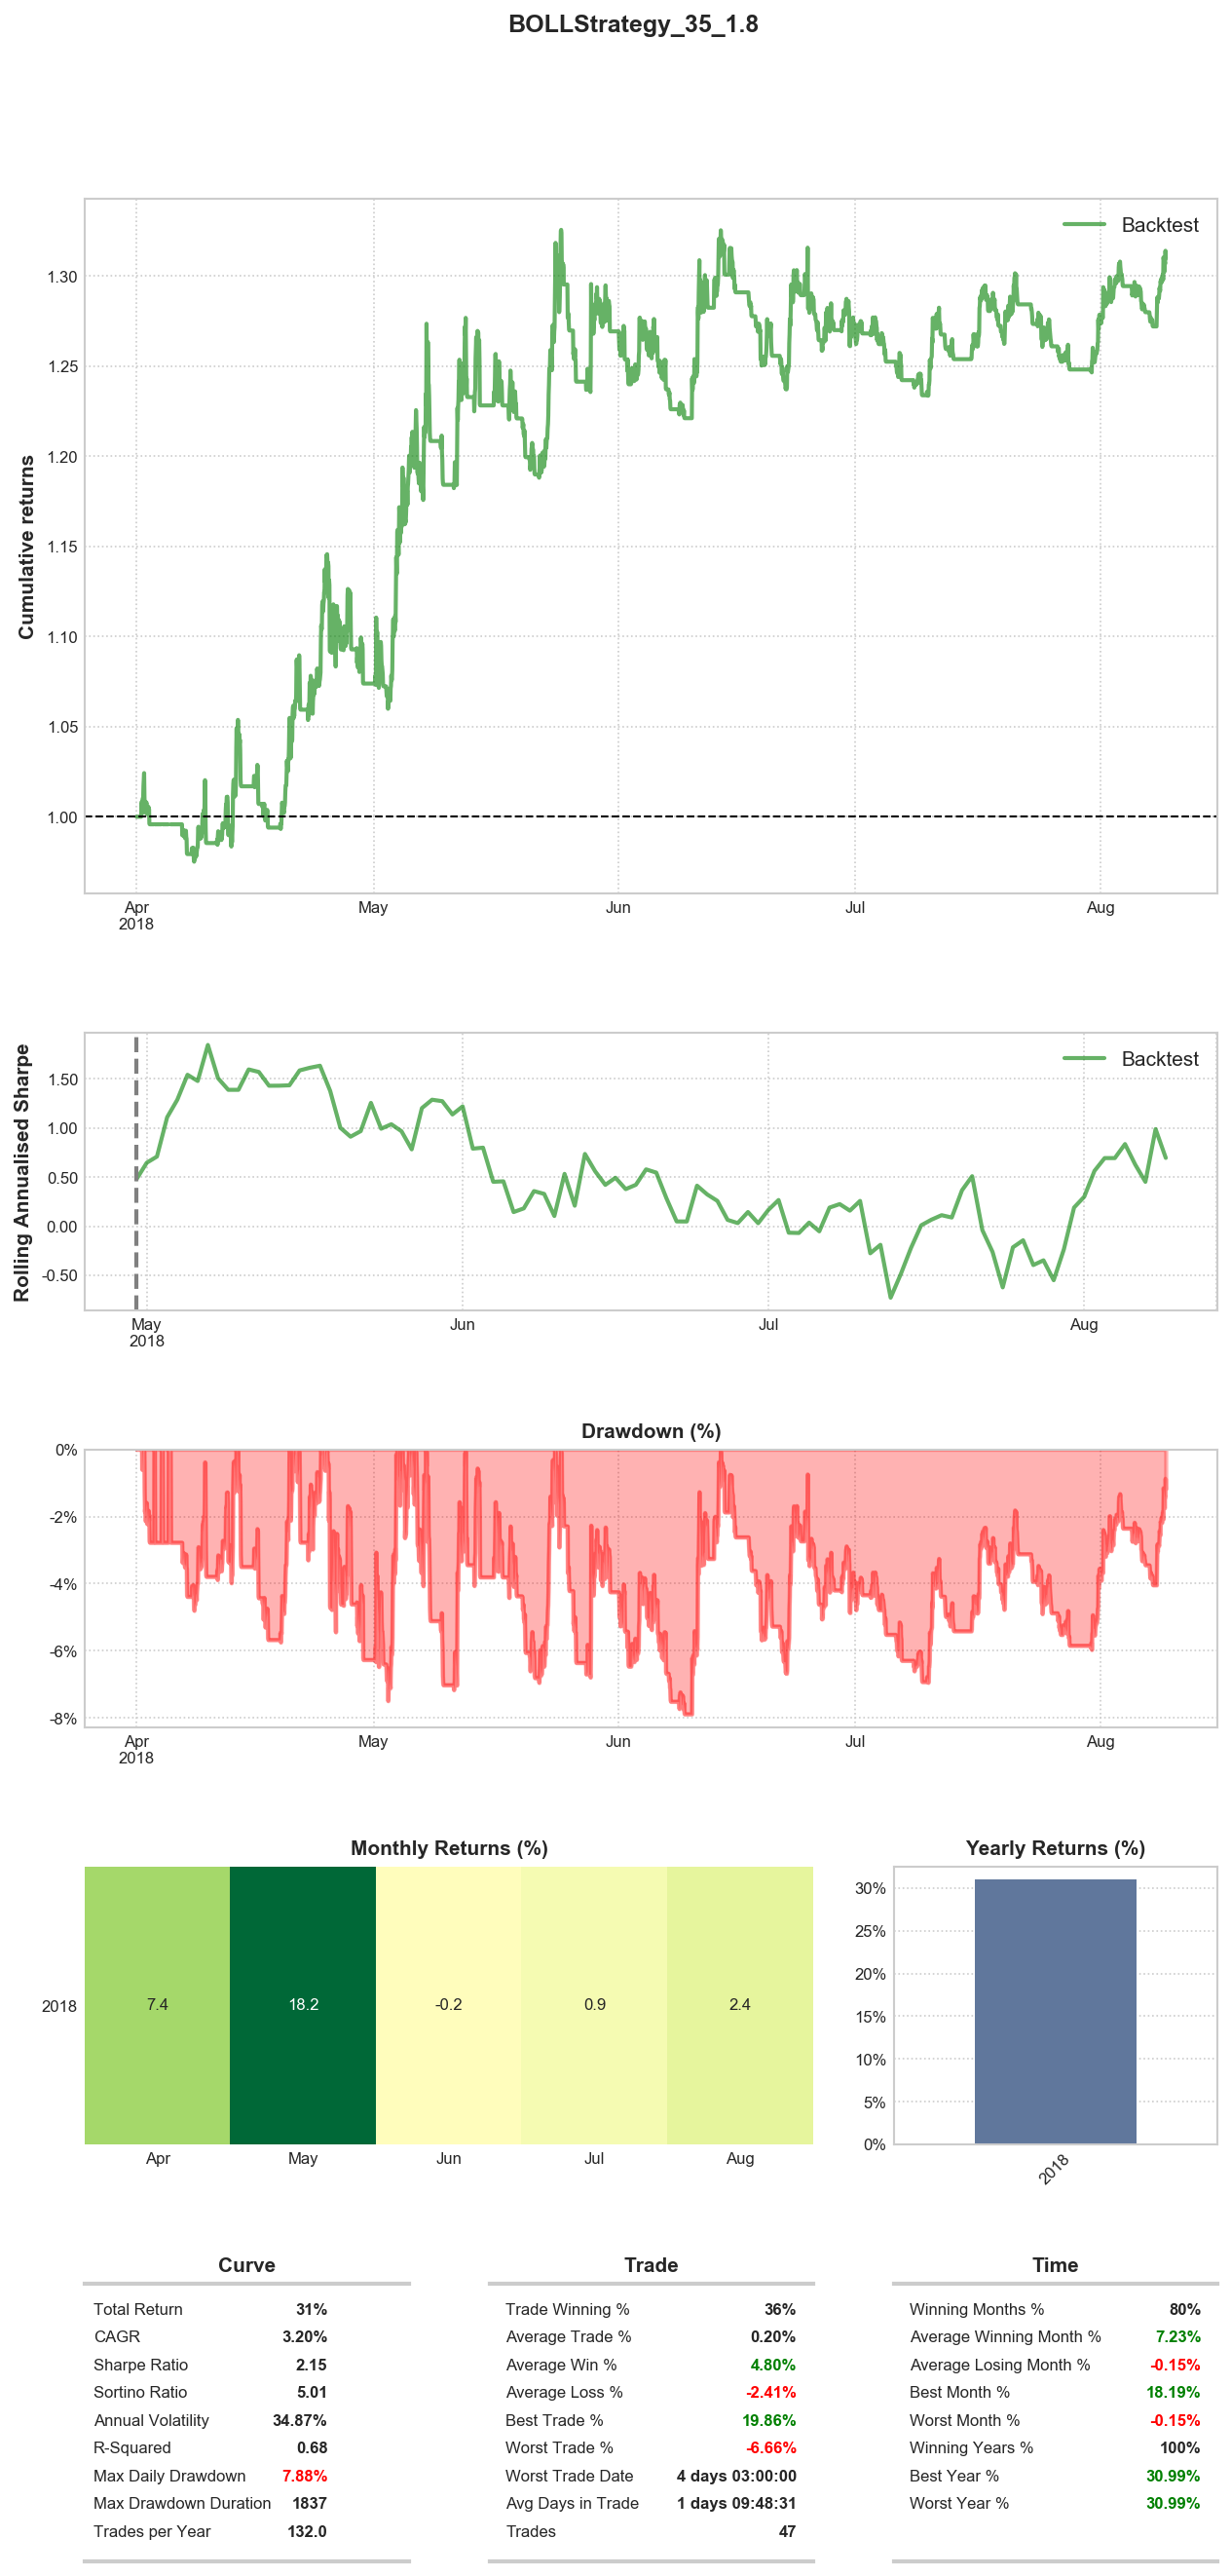 BOLLStrategy_35_1.8
Backtest
Cumulative returns
1.30
1.25
1.20
1.15
1.10
1.05
1.00
Apr May Jun Jul Aug
2018
Backtest
Rolling Annualised Sharpe
1.50
1.00
0.50
0.00
-0.50
May Jun Jul Aug
2018
Drawdown (%)
0%
-2%
-4%
-6%
-8%
Apr May Jun Jul Aug
2018
Monthly Returns (%)
2018 7.4 18.2 -0.2 0.9 2.4
Apr May Jun Jul Aug
Yearly Returns (%)
30%
25%
20%
15%
10%
5%
0%
2018
Curve
Total Return 31%
CAGR 3.20%
Sharpe Ratio 2.15
Sortino Ratio 5.01
Annual Volatility 34.87%
R-Squared 0.68
Max Daily Drawdown 7.88%
Max Drawdown Duration 1837
Trades per Year 132.0
Trade
Trade Winning % 36%
Average Trade % 0.20%
Average Win % 4.80%
Average Loss % -2.41%
Best Trade % 19.86%
Worst Trade % -6.66%
Worst Trade Date 4 days 03:00:00
Avg Days in Trade 1 days 09:48:31
Trades 47
Time
Winning Months % 80%
Average Winning Month % 7.23%
Average Losing Month % -0.15%
Best Month % 18.19%
Worst Month % -0.15%
Winning Years % 100%
Best Year % 30.99%
Worst Year % 30.99%